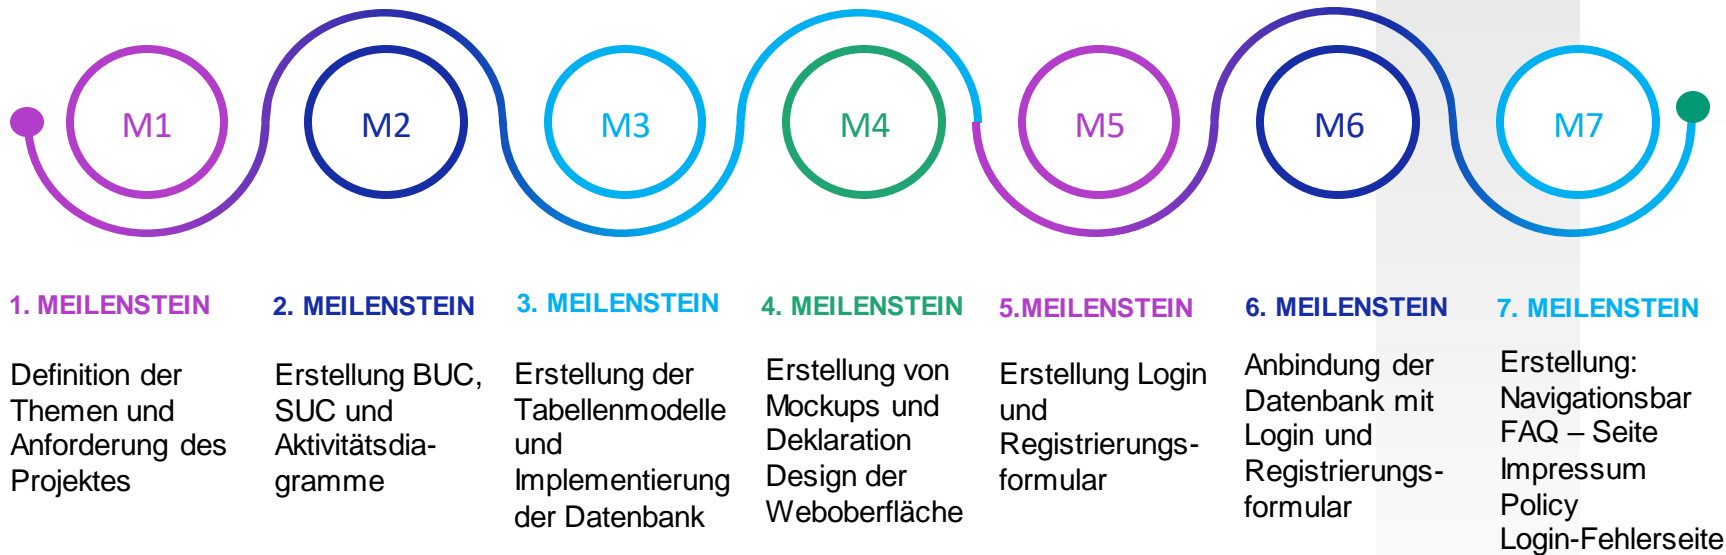 M1
M2
M3
M4
M5
M6
M7
1. MEILENSTEIN
Definition der
Themen und
Anforderung des
Projektes
2. MEILENSTEIN
Erstellung BUC,
SUC und
Aktivitätsdia-
gramme
3. MEILENSTEIN
Erstellung der
Tabellenmodelle
und
Implementierung
der Datenbank
4. MEILENSTEIN
Erstellung von
Mockups und
Deklaration
Design der
Weboberfläche
5.MEILENSTEIN
Erstellung Login
und
Registrierungs-
formular
6. MEILENSTEIN
Anbindung der
Datenbank mit
Login und
Registrierungs-
formular
7. MEILENSTEIN
Erstellung:
Navigationsbar
FAQ – Seite
Impressum
Policy
Login-Fehlerseite